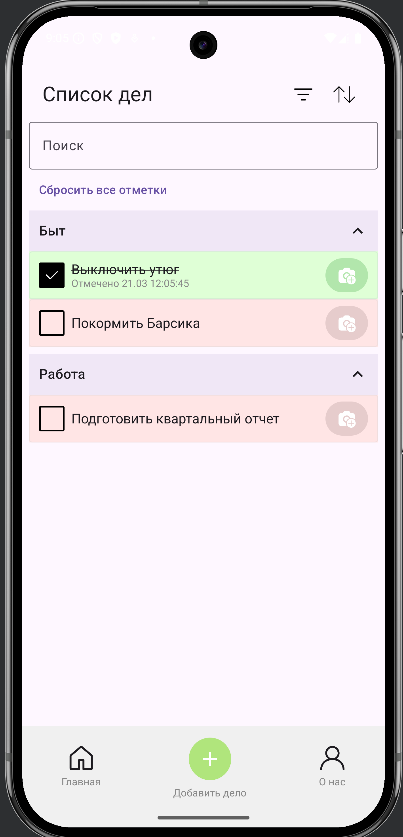 Список дел
Поиск
Сбросить все отметки
Быт
Выключить утюг
Отмечено 21.03 12:05:45
Покормить Барсика
Работа
Подготовить квартальный отчет
Главная
Добавить дело
О нас